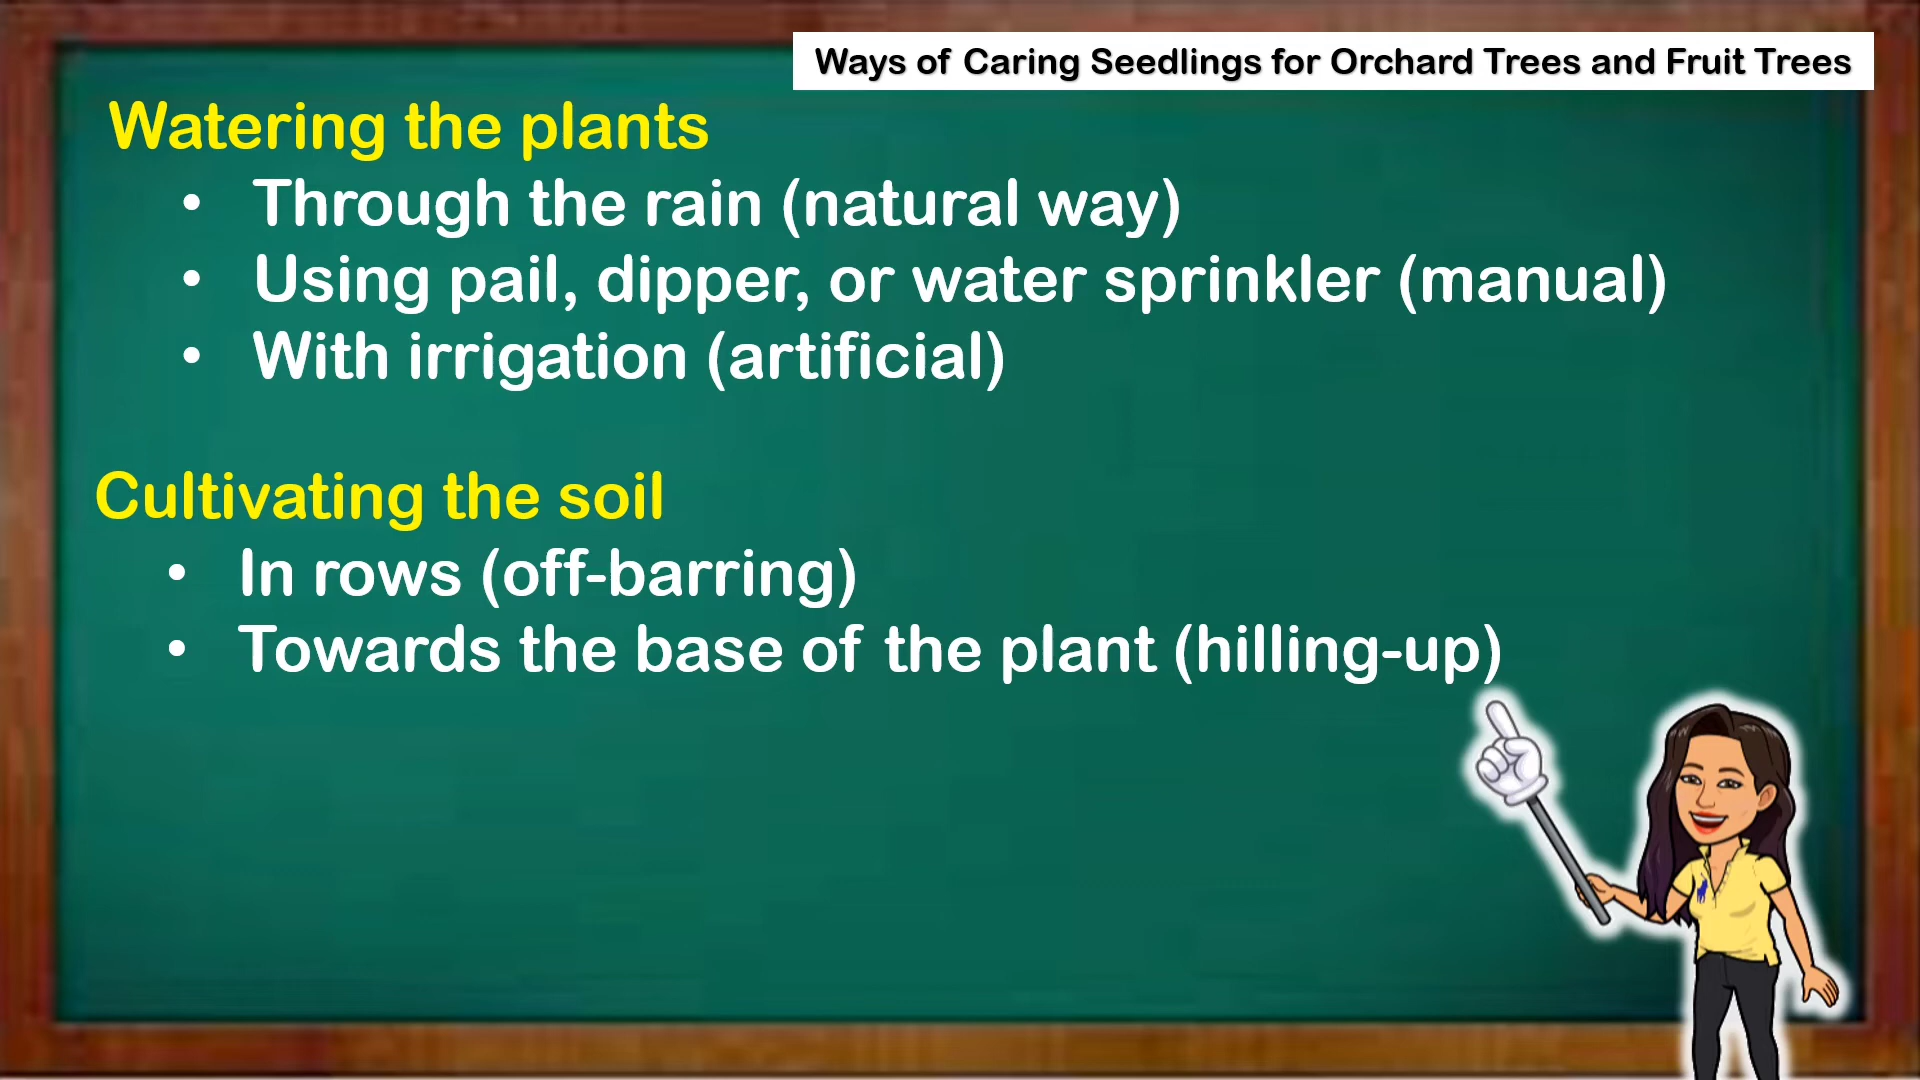 Ways of Caring Seedlings for Orchard Trees and Fruit Trees
Watering the plants
• Through the rain (natural way)
• Using pail, dipper, or water sprinkler (manual)
• With irrigation (artificial)
Cultivating the soil
• In rows (off-barring)
• Towards the base of the plant (hilling-up)